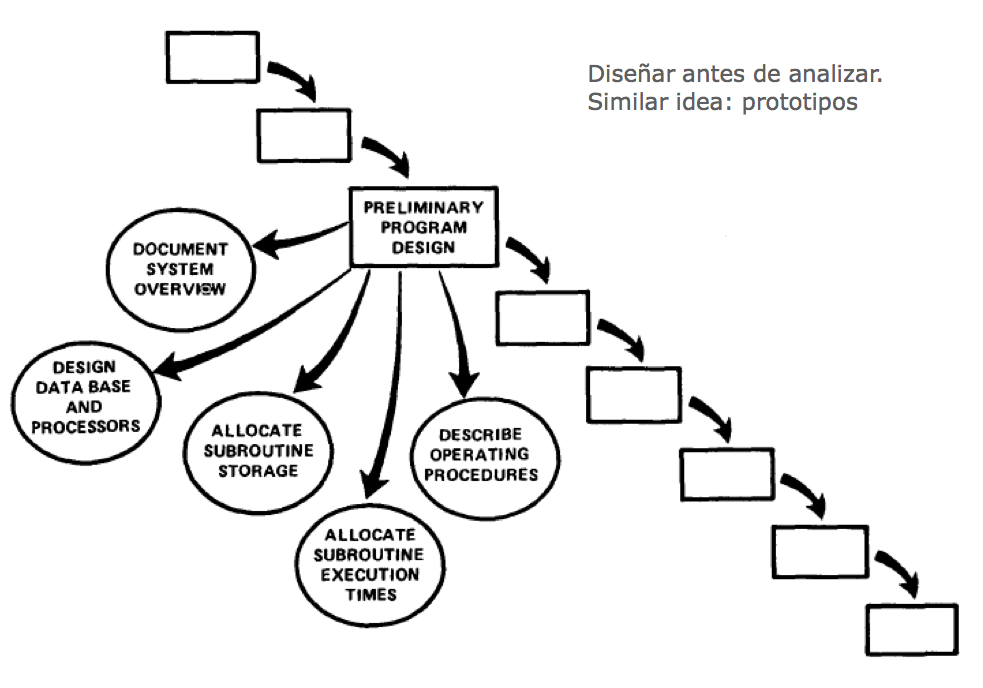 Diseñar antes de analizar.
Similar idea: prototipos
PRELIMINARY
PROGRAM
DESIGN
DOCUMENT
SYSTEM
OVERVIEW
DESIGN
DATA BASE
AND
PROCESSORS
ALLOCATE
SUBROUTINE
STORAGE
ALLOCATE
SUBROUTINE
EXECUTION
TIMES
DESCRIBE
OPERATING
PROCEDURES